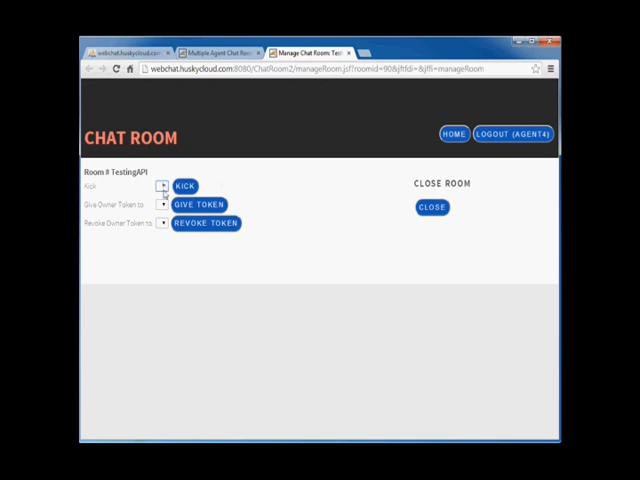 webchat.huskycloud.com:
Multiple Agent Chat Room
Manage Chat Room: Test
webchat.huskycloud.com:8080/ChatRoom2/manageRoom.jsf?roomid=90&jftfdi=&jffi=manageRoom
CHAT ROOM
HOME
LOGOUT (AGENT4)
Room # TestingAPI
Kick
KICK
Give Owner Token to
GIVE TOKEN
Revoke Owner Token to
REVOKE TOKEN
CLOSE ROOM
CLOSE